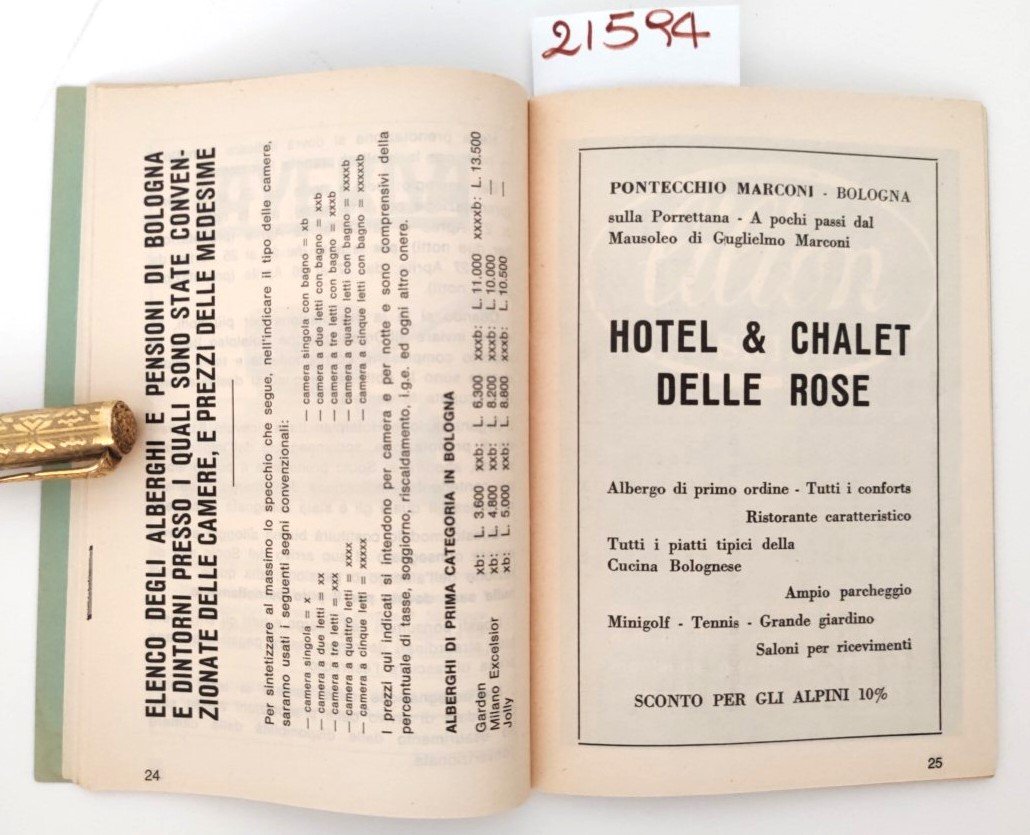 21594
ELENCO DEGLI ALBERGHI E PENSIONI DI BOLOGNA
E DINTORNI PRESSO I QUALI SONO STATE CONVEN-
ZIONATE DELLE CAMERE, E PREZZI DELLE MEDESIME
Per sintetizzare al massimo lo specchio che segue, nell'indicare il tipo delle camere,
saranno usati i seguenti segni convenzionali:
— camera singola = x — camera singola con bagno = xb
— camera a due letti = xx — camera a due letti con bagno = xxb
— camera a tre letti = xxx — camera a tre letti con bagno = xxxb
— camera a quattro letti = xxxx — camera a quattro letti con bagno = xxxxb
— camera a cinque letti = xxxxx — camera a cinque letti con bagno = xxxxxb
I prezzi qui indicati si intendono per camera e per notte e sono comprensivi della
percentuale di tasse, soggiorno, riscaldamento, i.g.e. ed ogni altro onere.
ALBERGHI DI PRIMA CATEGORIA IN BOLOGNA
Garden xb: L. 3.600 xxb: L. 6.300 xxxb: L. 11.000 xxxxb: L. 13.500
Milano Excelsior xb: L. 4.800 xxb: L. 8.200 xxxb: L. 10.000 —
Jolly xb: L. 5.000 xxb: L. 8.800 xxxb: L. 10.500 —
24
PONTECCHIO MARCONI - BOLOGNA
sulla Porrettana - A pochi passi dal
Mausoleo di Guglielmo Marconi
HOTEL & CHALET
DELLE ROSE
Albergo di primo ordine - Tutti i conforts
Ristorante caratteristico
Tutti i piatti tipici della
Cucina Bolognese
Ampio parcheggio
Minigolf - Tennis - Grande giardino
Saloni per ricevimenti
SCONTO PER GLI ALPINI 10%
25